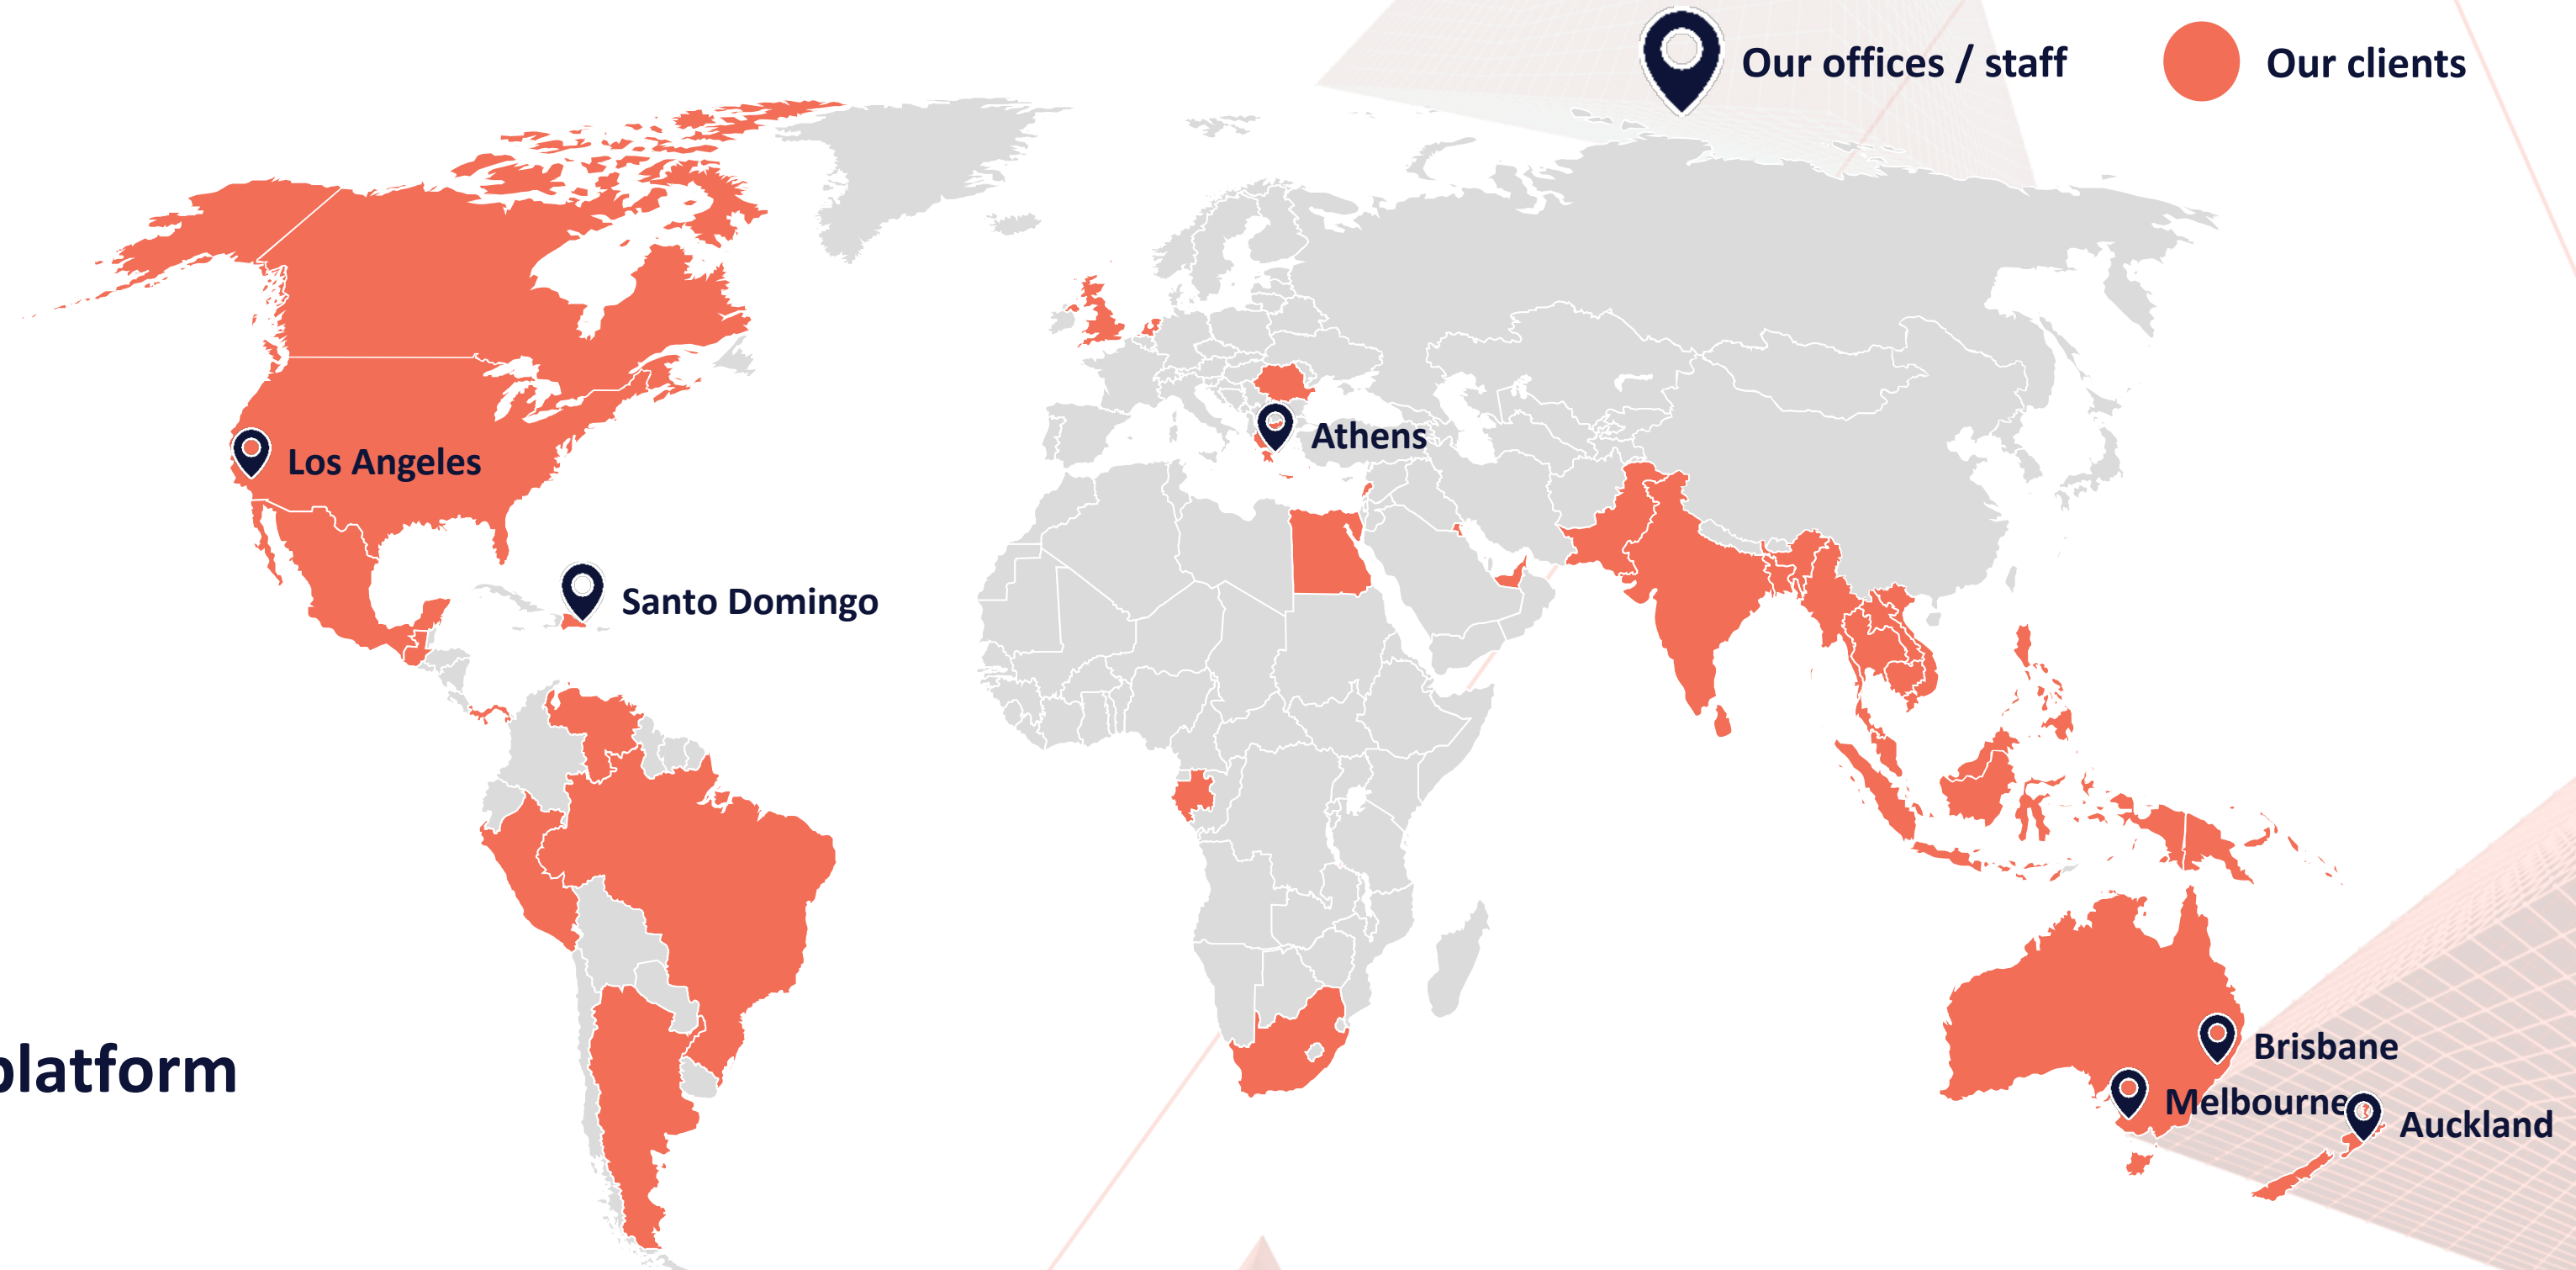 Our offices / staff
Our clients
Athens
Los Angeles
Santo Domingo
Brisbane
platform
Melbourne
Auckland